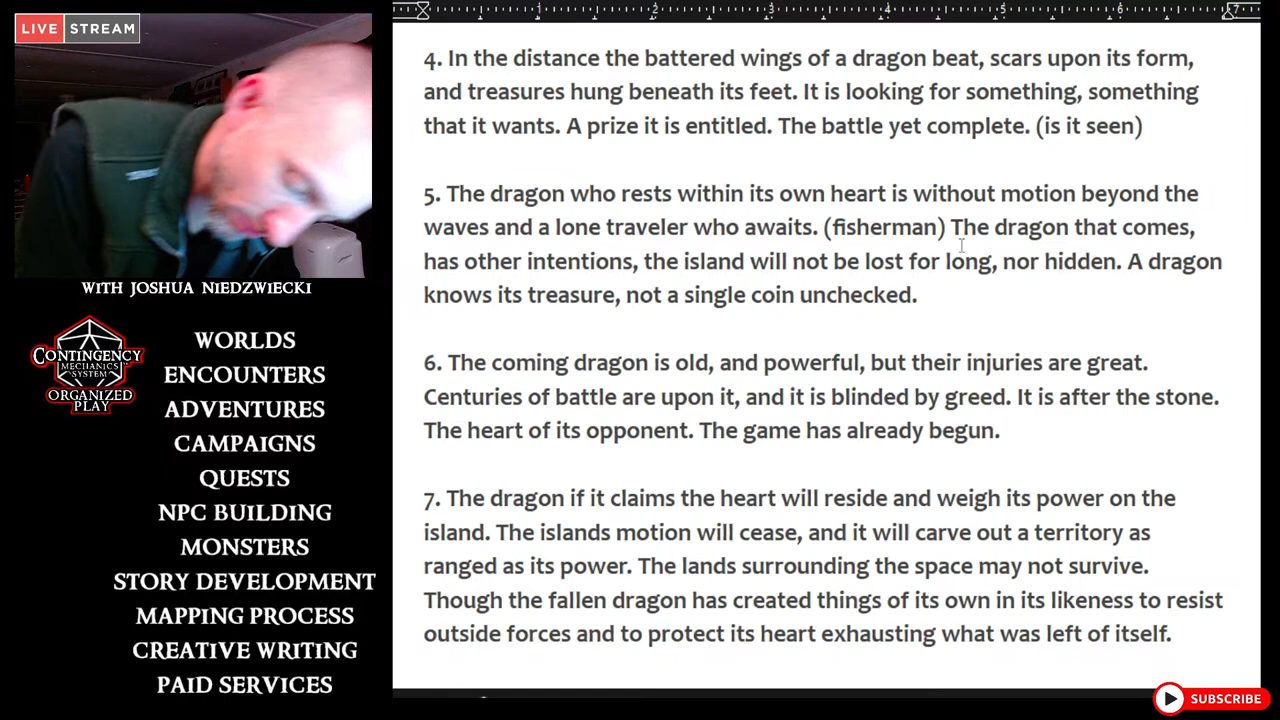 LIVE STREAM
WITH JOSHUA NIEDZWIECKI
CONTINGENCY
MECHANICS
SYSTEM
ORGANIZED
PLAY
WORLDS
ENCOUNTERS
ADVENTURES
CAMPAIGNS
QUESTS
NPC BUILDING
MONSTERS
STORY DEVELOPMENT
MAPPING PROCESS
CREATIVE WRITING
PAID SERVICES
1 2 3 4 5 6 7
4. In the distance the battered wings of a dragon beat, scars upon its form,
and treasures hung beneath its feet. It is looking for something, something
that it wants. A prize it is entitled. The battle yet complete. (is it seen)
5. The dragon who rests within its own heart is without motion beyond the
waves and a lone traveler who awaits. (fisherman) The dragon that comes,
has other intentions, the island will not be lost for long, nor hidden. A dragon
knows its treasure, not a single coin unchecked.
6. The coming dragon is old, and powerful, but their injuries are great.
Centuries of battle are upon it, and it is blinded by greed. It is after the stone.
The heart of its opponent. The game has already begun.
7. The dragon if it claims the heart will reside and weigh its power on the
island. The islands motion will cease, and it will carve out a territory as
ranged as its power. The lands surrounding the space may not survive.
Though the fallen dragon has created things of its own in its likeness to resist
outside forces and to protect its heart exhausting what was left of itself.
SUBSCRIBE